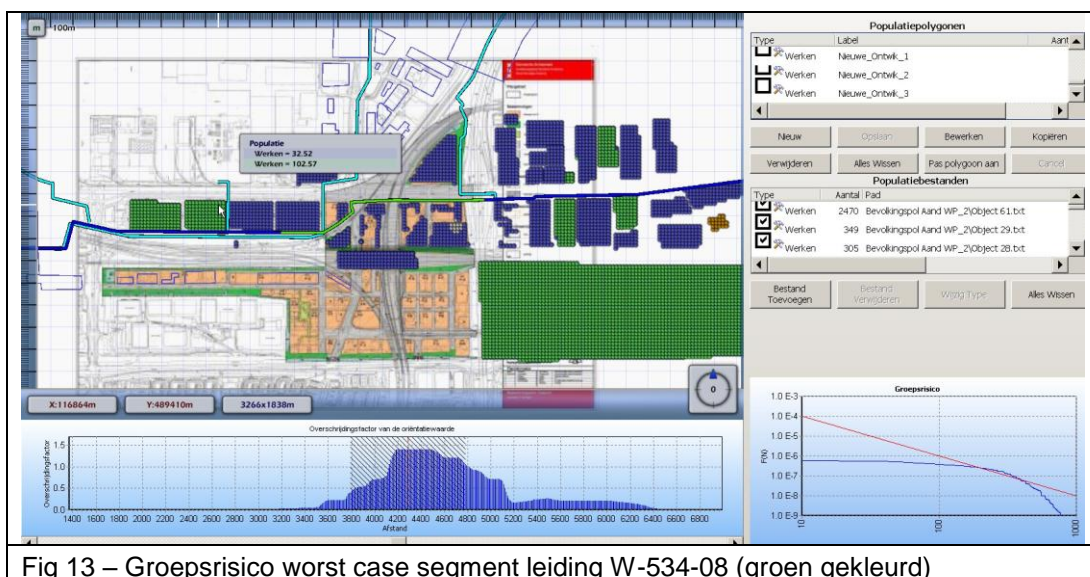 m
100m
Populatie
Werken = 32.52
Werken = 102.57
0
X:116864m
Y:489410m
3266x1838m
Overschrijdingsfactor van de oriëntatiewaarde
Overschrijdingsfactor
1.5
1.0
0.5
0.0
1400 1600 1800 2000 2200 2400 2600 2800 3000 3200 3400 3600 3800 4000 4200 4400 4600 4800 5000 5200 5400 5600 5800 6000 6200 6400 6600 6800
Afstand
Populatiepolygonen
Type Label Aant
Werken Nieuwe_Ontwik_1
Werken Nieuwe_Ontwik_2
Werken Nieuwe_Ontwik_3
Nieuw Opslaan Bewerken Kopiëren
Verwijderen Alles Wissen Pas polygoon aan Cancel
Populatiebestanden
Type Aantal Pad
Werken 2470 Bevolkingspol Aand WP_2\Object 61.txt
Werken 349 Bevolkingspol Aand WP_2\Object 29.txt
Werken 305 Bevolkingspol Aand WP_2\Object 28.txt
Bestand Toevoegen
Bestand Verwijderen
Wijzig Type
Alles Wissen
Groepsrisico
F(N)
1.0 E-3
1.0 E-4
1.0 E-5
1.0 E-6
1.0 E-7
1.0 E-8
1.0 E-9
10 100 1000
Fig 13 – Groepsrisico worst case segment leiding W-534-08 (groen gekleurd)